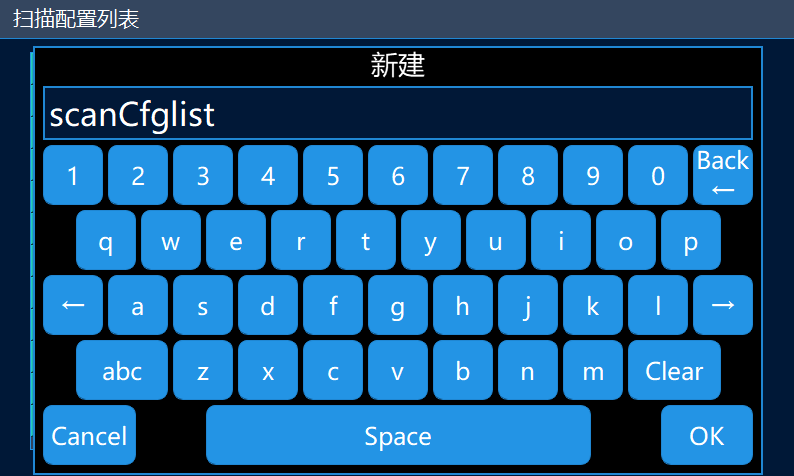 扫描配置列表
新建
scanCfglist
1 2 3 4 5 6 7 8 9 0 Back ←
q w e r t y u i o p
← a s d f g h j k l →
abc z x c v b n m Clear
Cancel Space OK